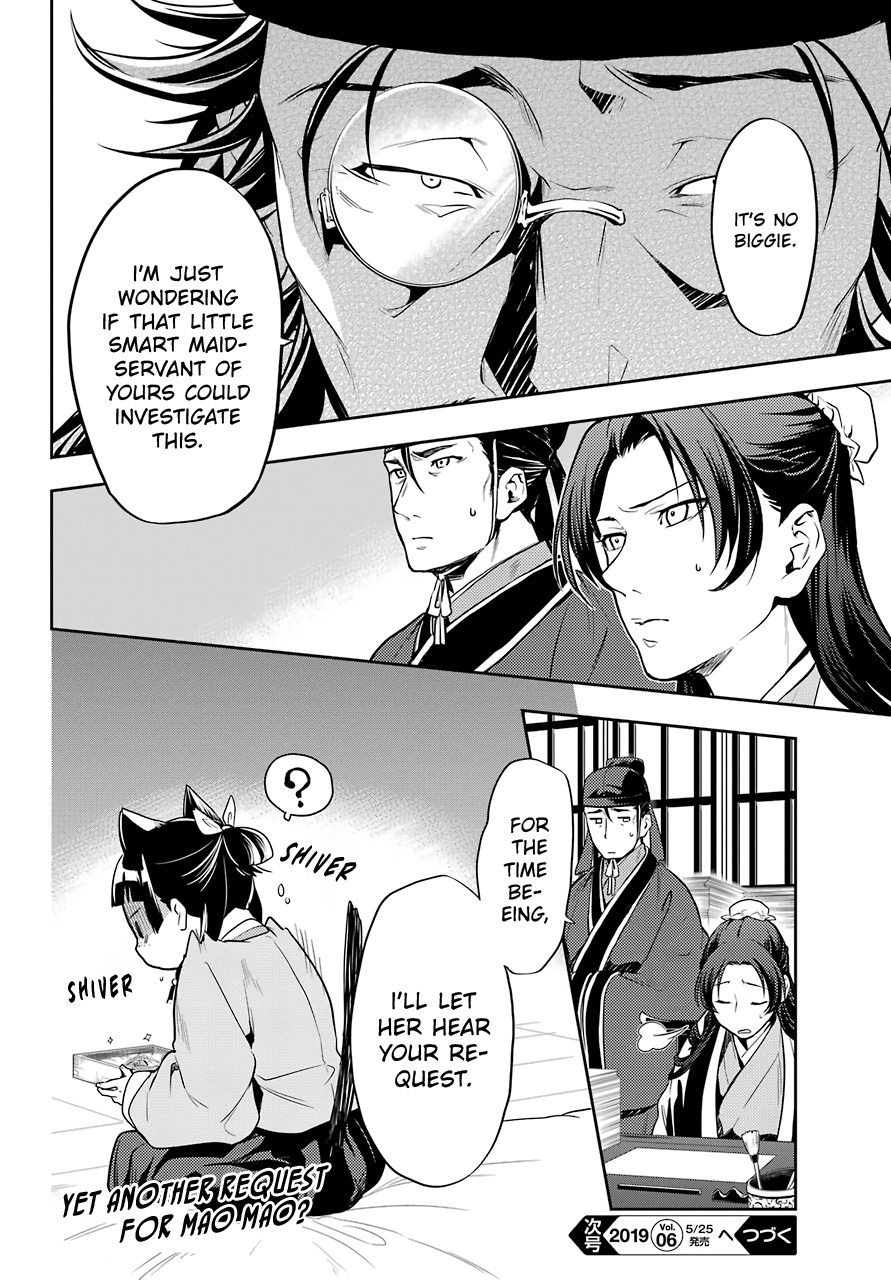 IT'S NO
BIGGIE.
I'M JUST
WONDERING
IF THAT LITTLE
SMART MAID-
SERVANT OF
YOURS COULD
INVESTIGATE
THIS.
FOR
THE
TIME
BE-
EING,
I'LL LET
HER HEAR
YOUR RE-
QUEST.
?
SHIVER
SHIVER
YET ANOTHER REQUEST
FOR MAO MAO?
次号 2019 Vol. 06 5/25 発売 へ つづく